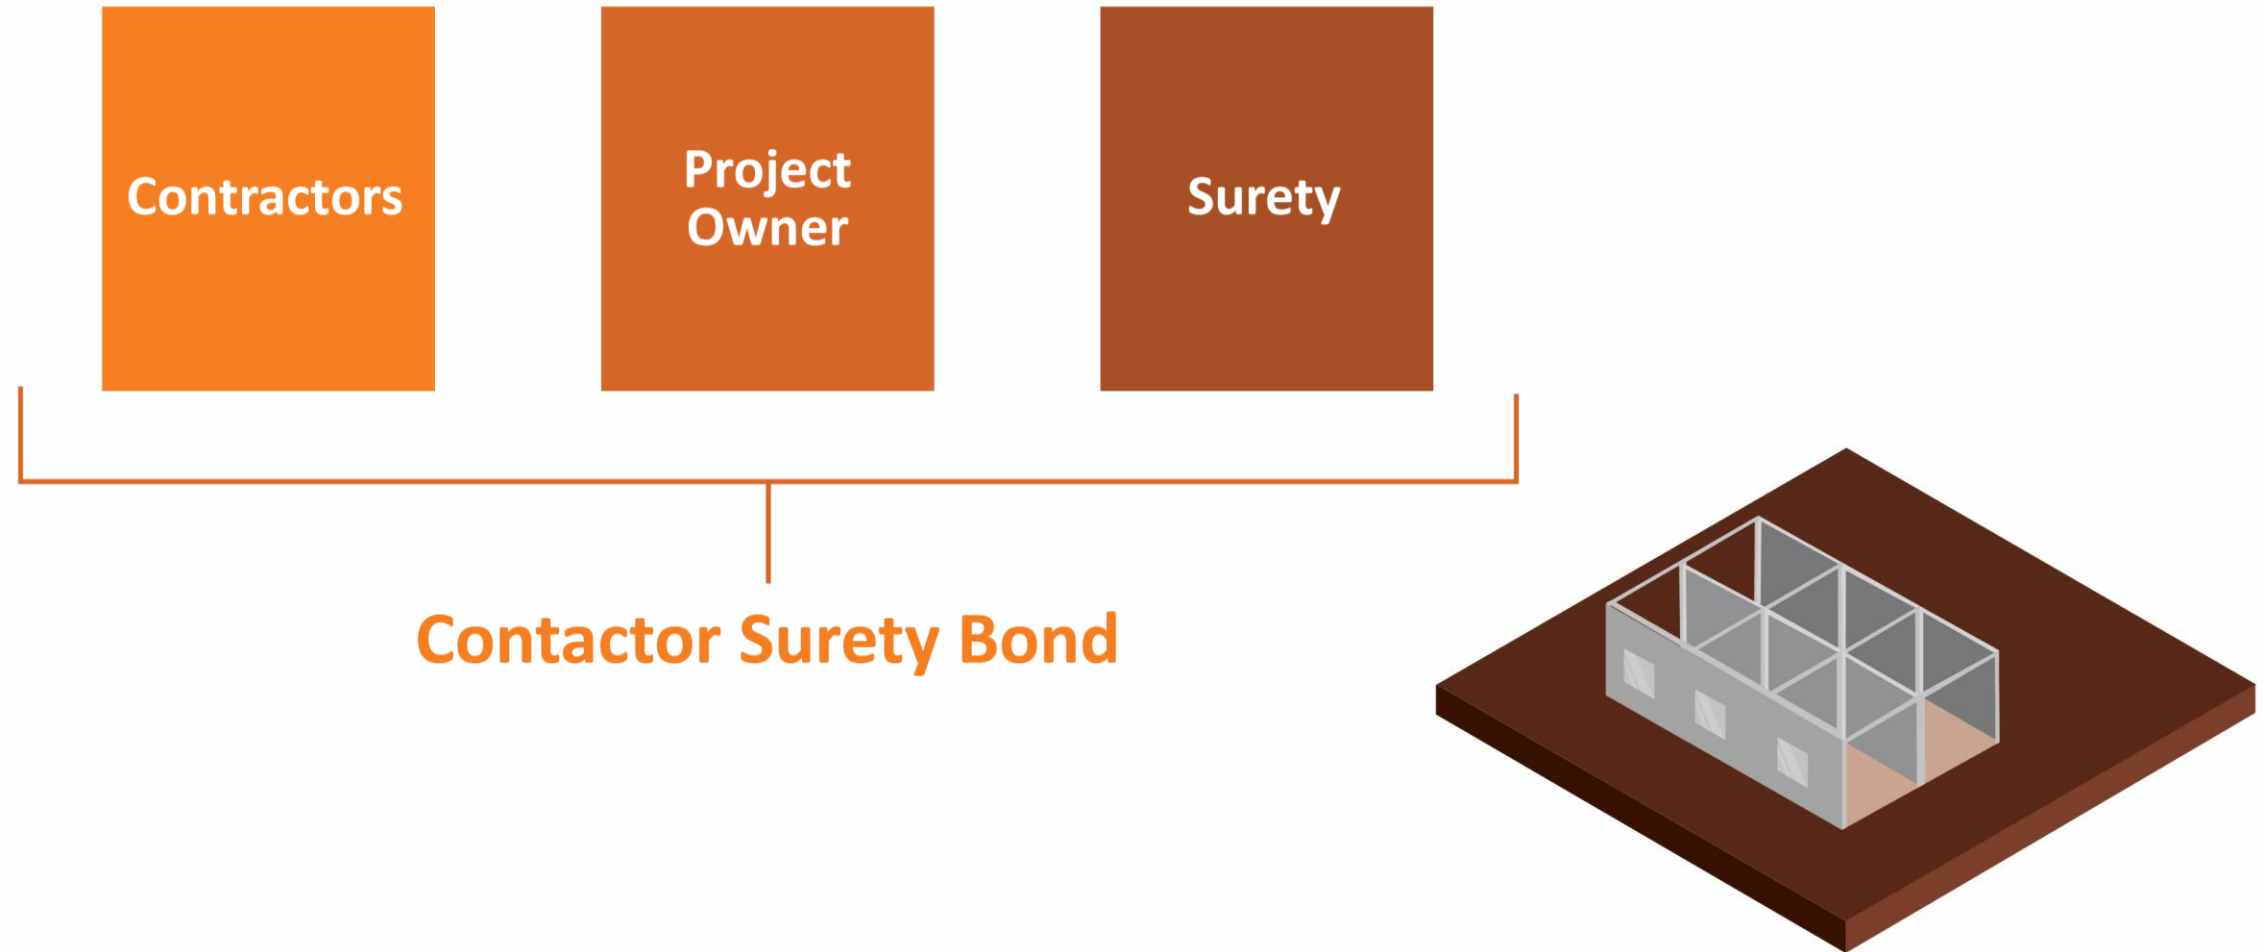 Contractors
Project
Owner
Surety
Contactor Surety Bond